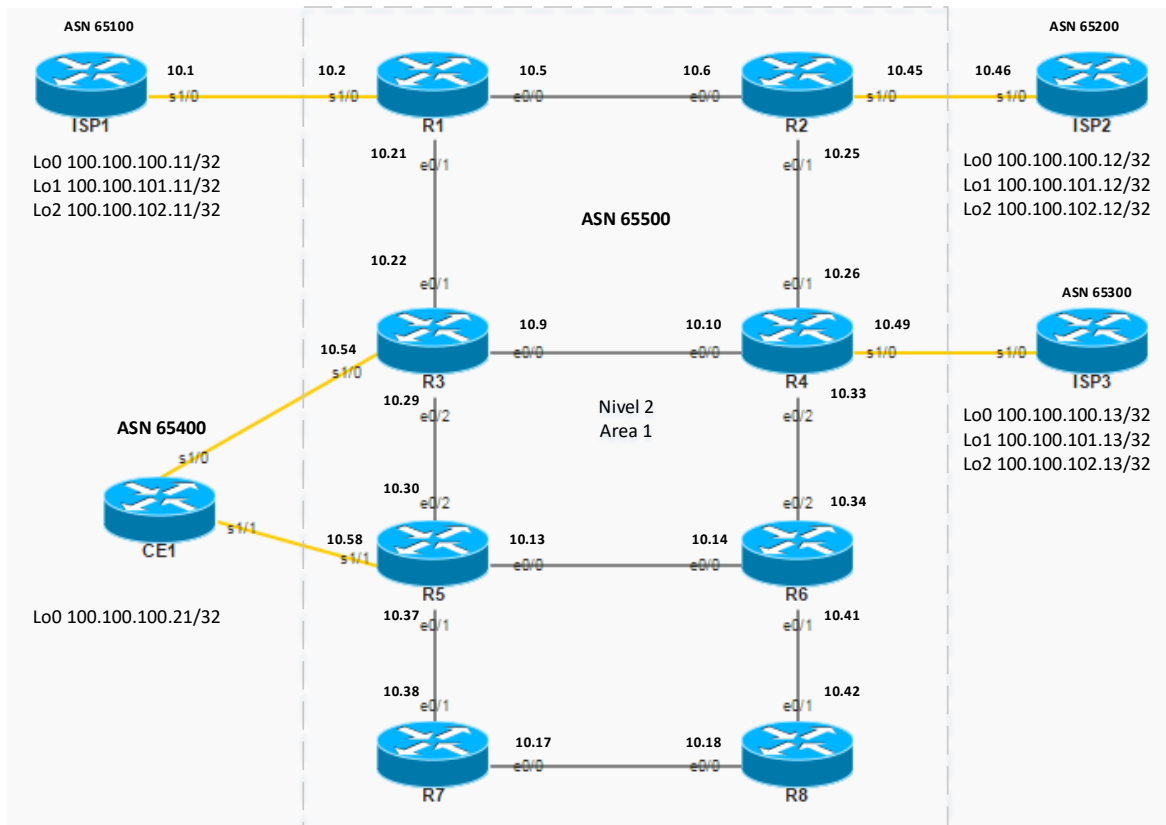 ASN 65100
ASN 65200
10.1
10.2
10.5
10.6
10.45
10.46
s1/0
s1/0
e0/0
e0/0
s1/0
s1/0
ISP1
R1
R2
ISP2
Lo0 100.100.100.11/32
Lo1 100.100.101.11/32
Lo2 100.100.102.11/32
10.21
e0/1
10.25
e0/1
Lo0 100.100.100.12/32
Lo1 100.100.101.12/32
Lo2 100.100.102.12/32
ASN 65500
10.22
e0/1
10.26
e0/1
ASN 65300
10.54
s1/0
10.9
10.10
10.49
e0/0
e0/0
s1/0
s1/0
R3
R4
ISP3
10.29
e0/2
Nivel 2
Area 1
10.33
e0/2
Lo0 100.100.100.13/32
Lo1 100.100.101.13/32
Lo2 100.100.102.13/32
ASN 65400
s1/0
10.30
e0/2
10.34
e0/2
s1/1
CE1
10.58
s1/1
10.13
10.14
e0/0
e0/0
R5
R6
Lo0 100.100.100.21/32
10.37
e0/1
10.41
e0/1
10.38
e0/1
10.42
e0/1
10.17
10.18
e0/0
e0/0
R7
R8